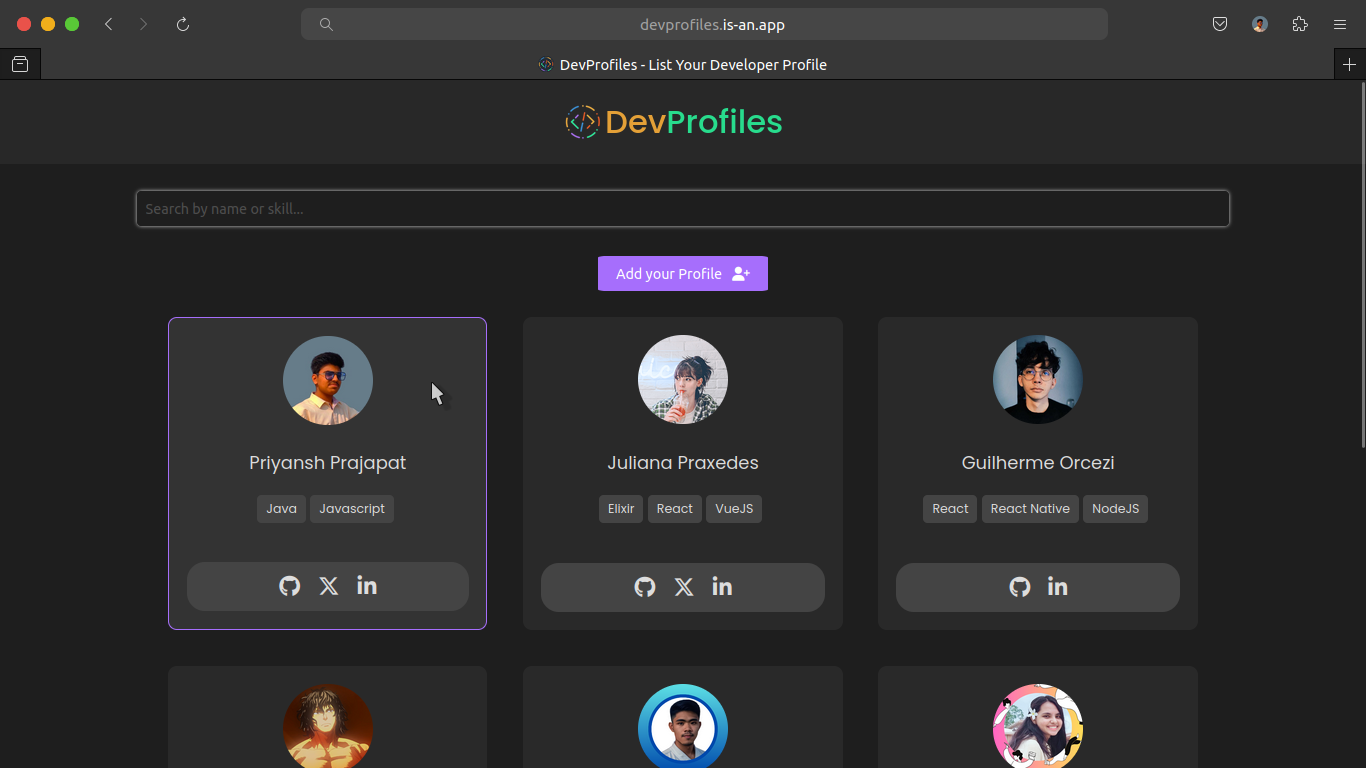 devprofiles.is-an.app
DevProfiles - List Your Developer Profile
DevProfiles
Search by name or skill...
Add your Profile
Priyansh Prajapat
Java Javascript
Juliana Praxedes
Elixir React VueJS
Guilherme Orcezi
React React Native NodeJS